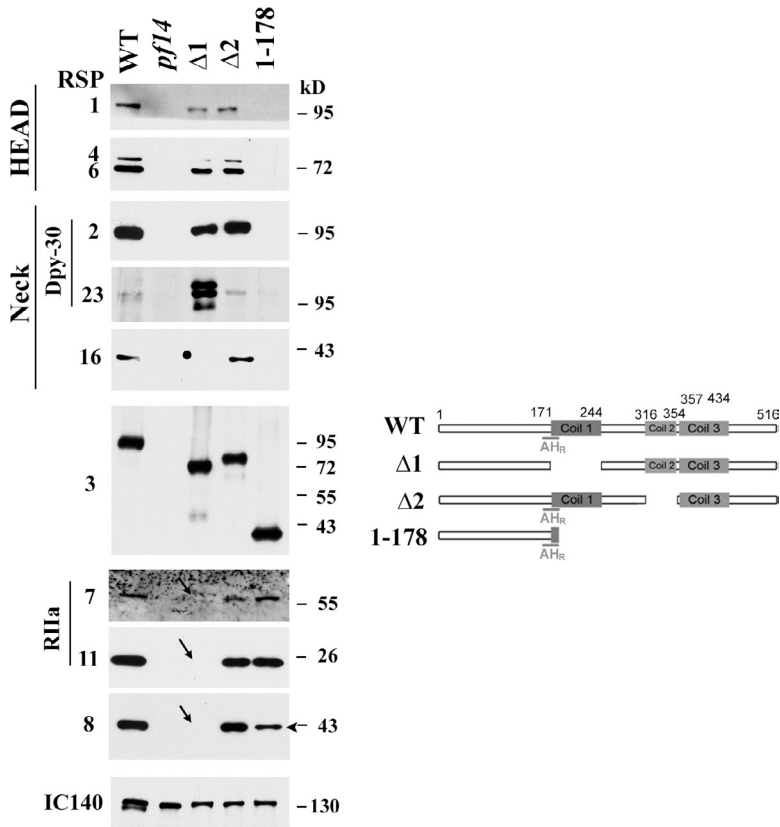 WT pf14 Δ1 Δ2 1-178
RSP kD
HEAD
1 – 95
4
6 – 72
Neck
Dpy-30
2 – 95
23 – 95
16 – 43
3
– 95
– 72
– 55
– 43
RIIa
7 – 55
11 – 26
8 – 43
IC140 -130
357 434
1 171 244 316 354 516
WT Coil 1 Coil 2 Coil 3
AHR
Δ1 Coil 2 Coil 3
Δ2 Coil 1 Coil 3
AHR
1-178
AHR